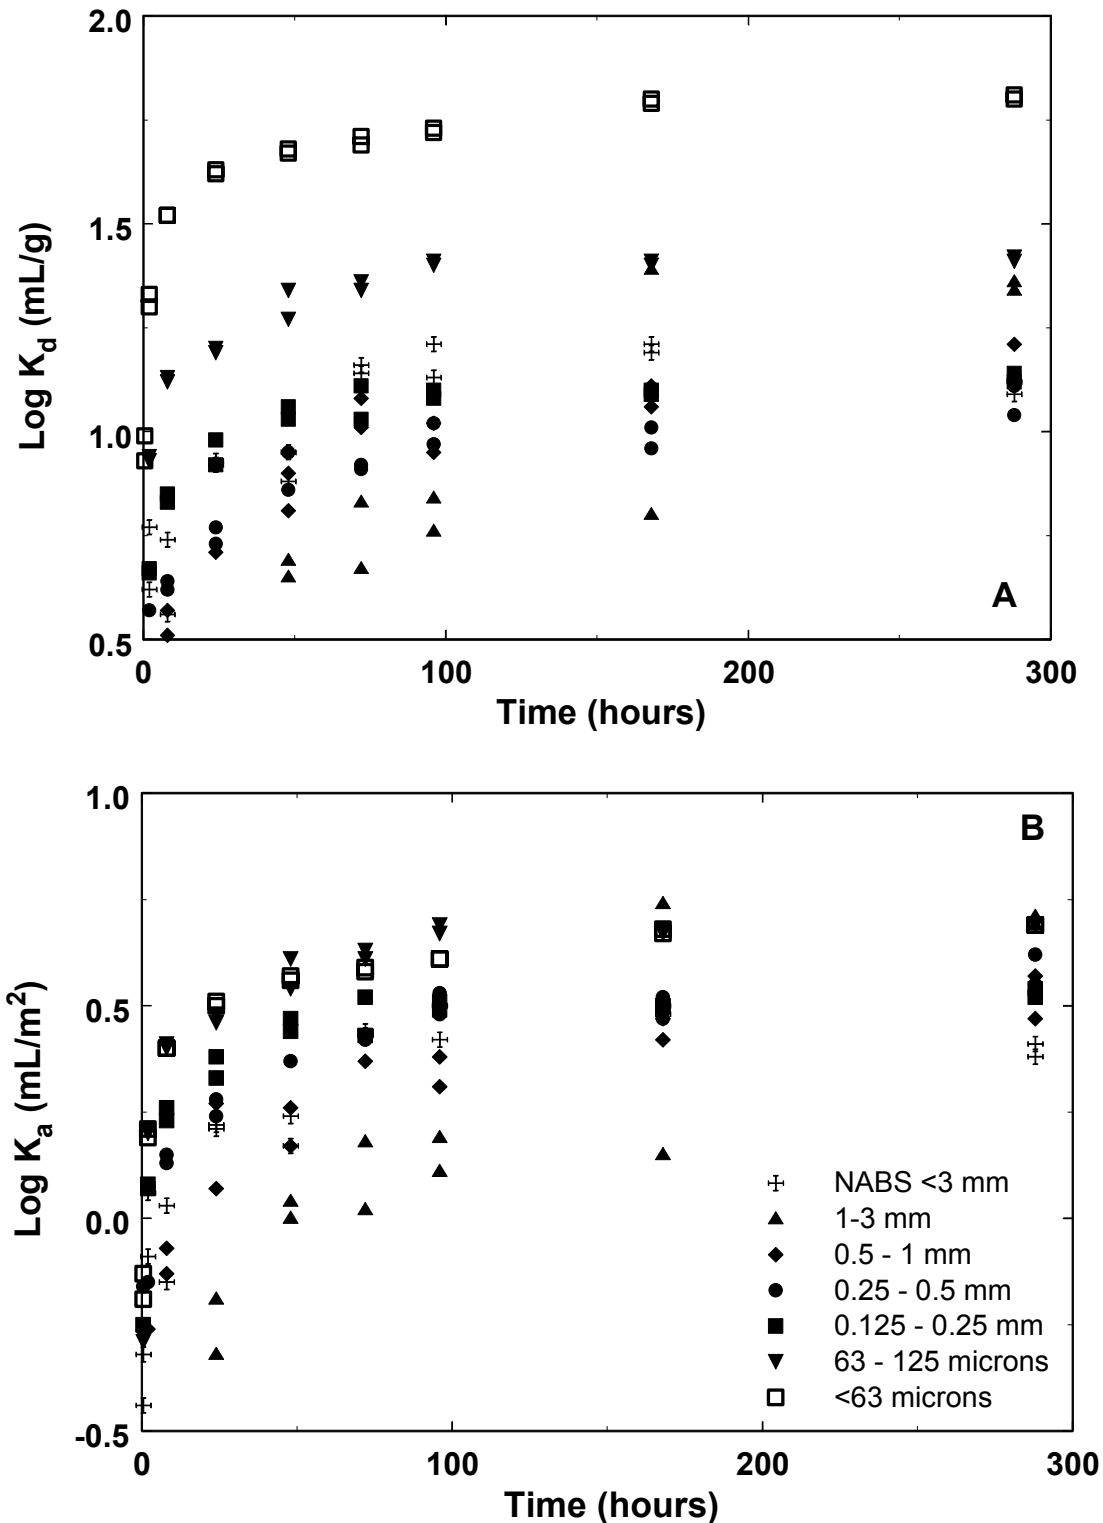 2.0
1.5
1.0
0.5
Log K_d (mL/g)
A
0
100
200
300
Time (hours)
1.0
0.5
0.0
-0.5
Log K_a (mL/m²)
B
NABS <3 mm
1-3 mm
0.5 - 1 mm
0.25 - 0.5 mm
0.125 - 0.25 mm
63 - 125 microns
<63 microns
0
100
200
300
Time (hours)